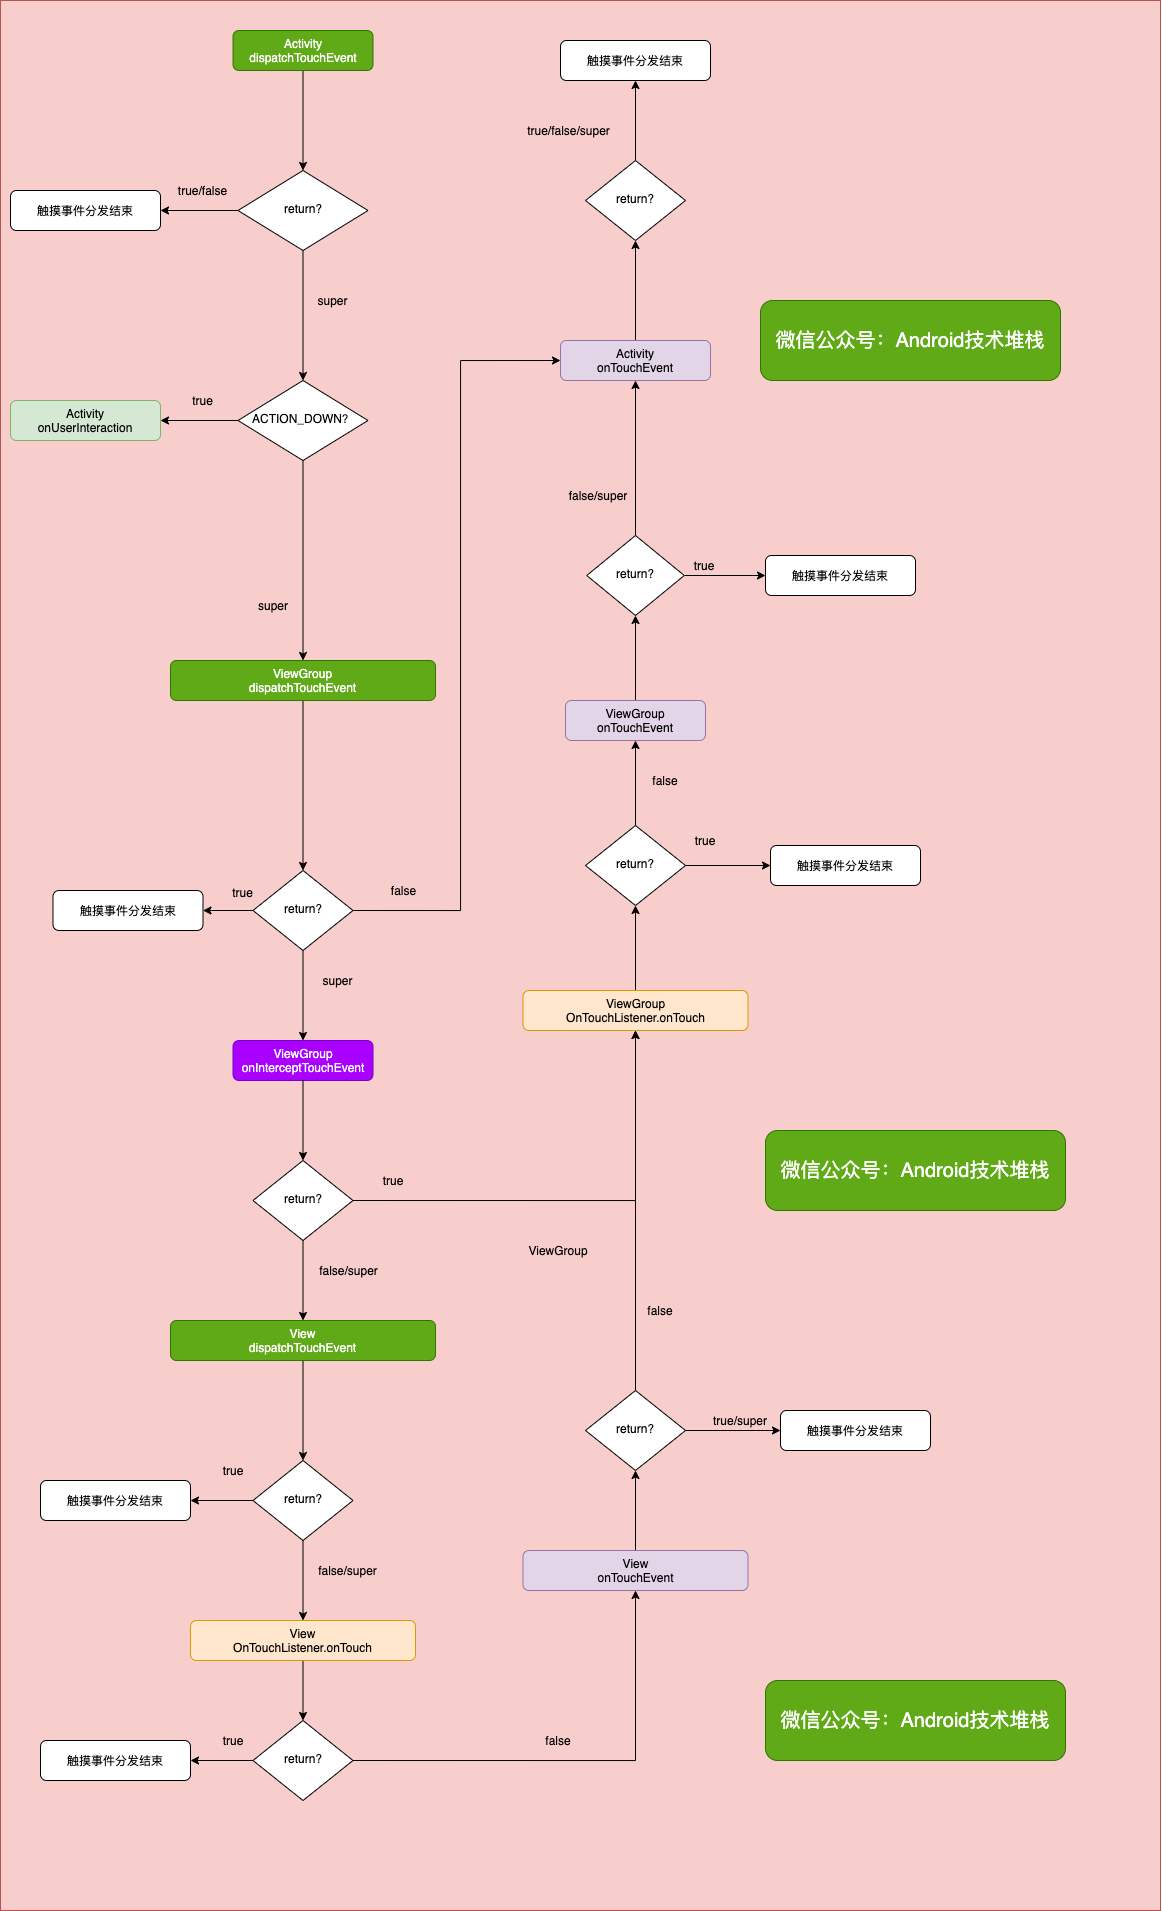 Activity
dispatchTouchEvent
触摸事件分发结束
true/false/super
return?
true/false
return?
触摸事件分发结束
super
微信公众号：Android技术堆栈
Activity
onTouchEvent
true
ACTION_DOWN?
Activity
onUserInteraction
false/super
return?
true
触摸事件分发结束
super
ViewGroup
dispatchTouchEvent
ViewGroup
onTouchEvent
false
true
return?
触摸事件分发结束
true
return?
false
触摸事件分发结束
super
ViewGroup
OnTouchListener.onTouch
ViewGroup
onInterceptTouchEvent
return?
true
微信公众号：Android技术堆栈
ViewGroup
false/super
false
View
dispatchTouchEvent
return?
true/super
触摸事件分发结束
true
return?
触摸事件分发结束
false/super
View
onTouchEvent
View
OnTouchListener.onTouch
微信公众号：Android技术堆栈
true
return?
false
触摸事件分发结束